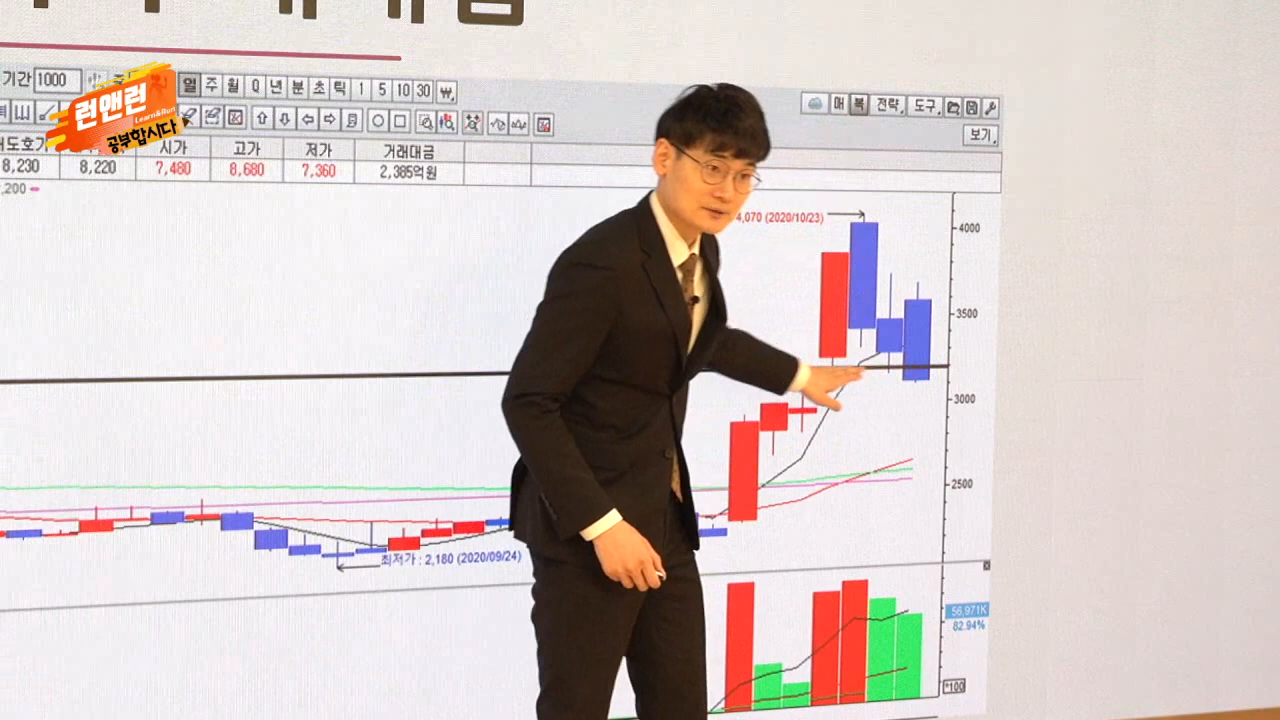 기간 1000
일 주 월 Q 년 분 초 틱 1 5 10 30 ₩
매 복 전략 도구
런앤런
Learn&Run
공부합시다
보기
시가 고가 저가 거래대금
8,230 8,220 7,480 8,680 7,360 2,385억원
,200
4,070 (2020/10/23)
4000
3500
3000
2500
최저가 : 2,180 (2020/09/24)
56,971K
82.94%
*100